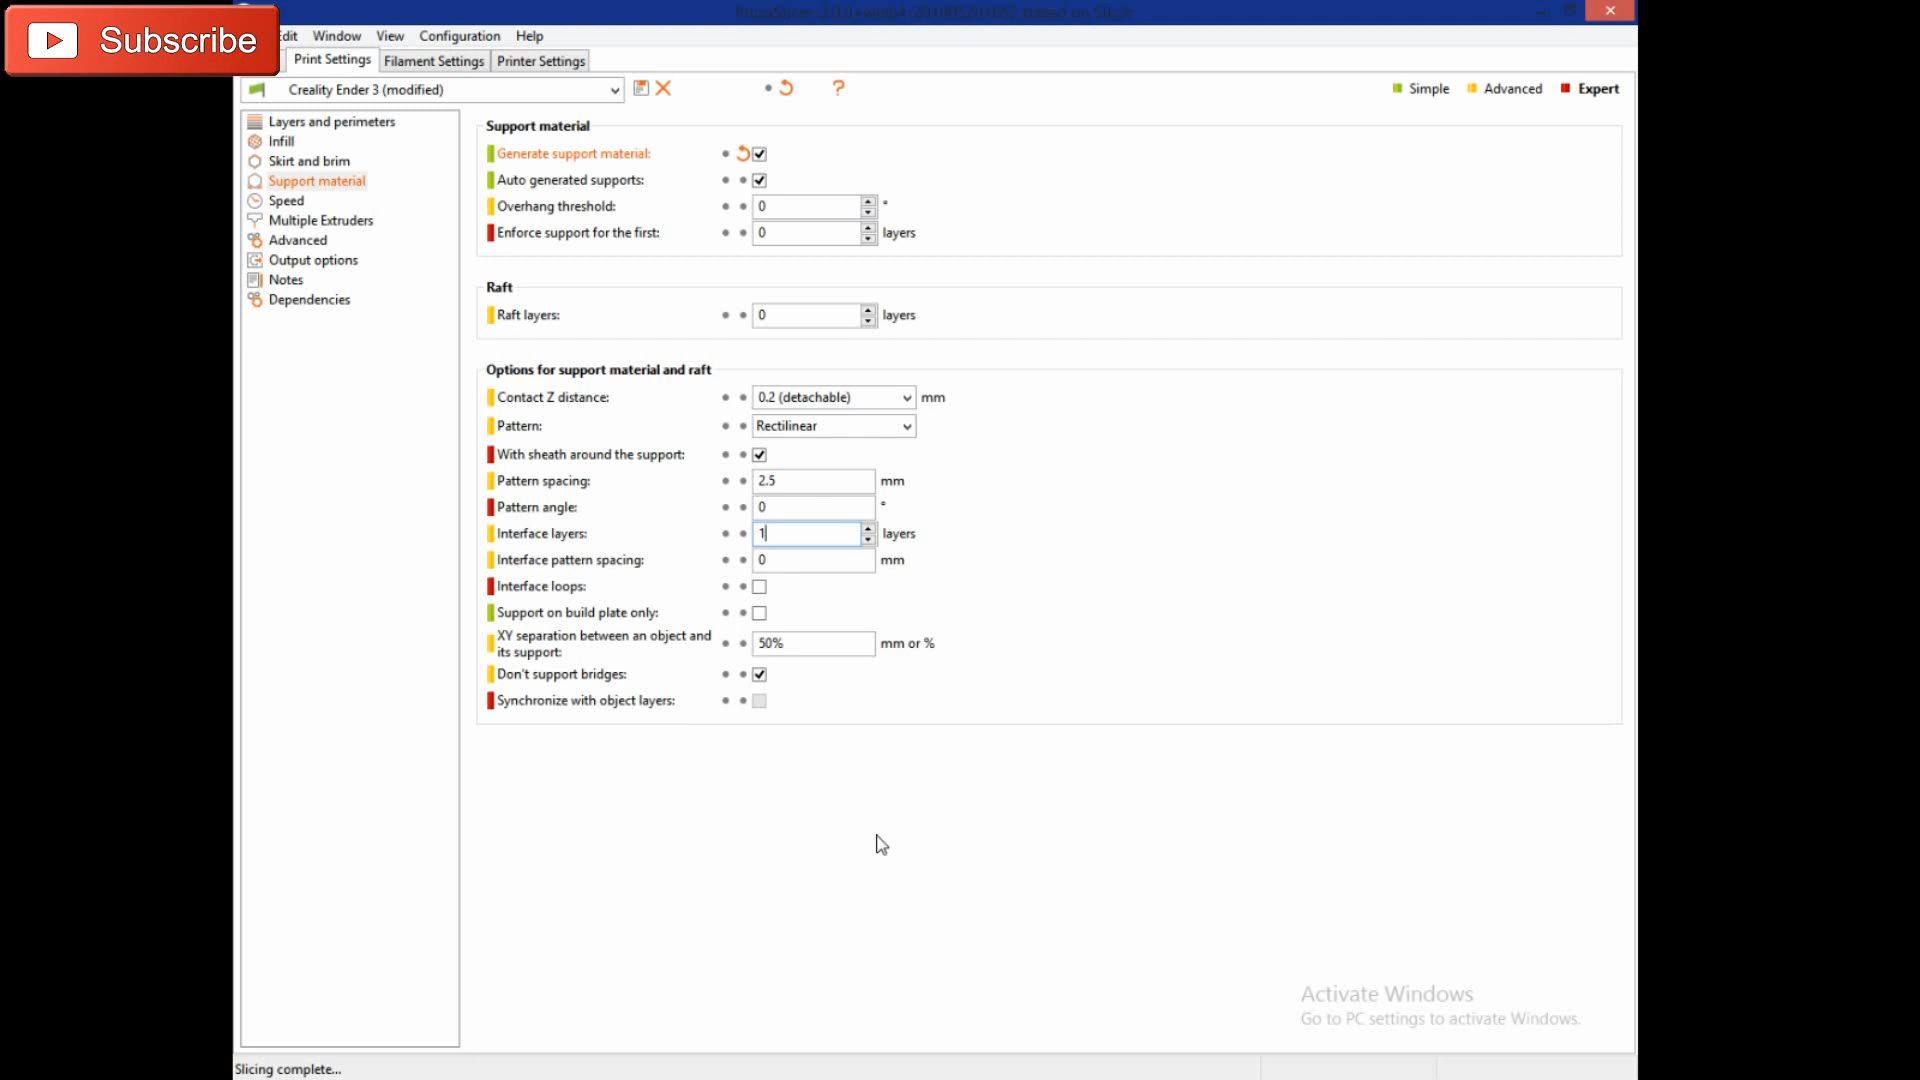 Subscribe
dit Window View Configuration Help
Print Settings Filament Settings Printer Settings
Creality Ender 3 (modified) ? Simple Advanced Expert
Layers and perimeters
Infill
Skirt and brim
Support material
Speed
Multiple Extruders
Advanced
Output options
Notes
Dependencies
Support material
Generate support material:
Auto generated supports:
Overhang threshold: 0 °
Enforce support for the first: 0 layers
Raft
Raft layers: 0 layers
Options for support material and raft
Contact Z distance: 0.2 (detachable) mm
Pattern: Rectilinear
With sheath around the support:
Pattern spacing: 2.5 mm
Pattern angle: 0 °
Interface layers: 1 layers
Interface pattern spacing: 0 mm
Interface loops:
Support on build plate only:
XY separation between an object and
its support: 50% mm or %
Don't support bridges:
Synchronize with object layers:
Activate Windows
Go to PC settings to activate Windows.
Slicing complete...